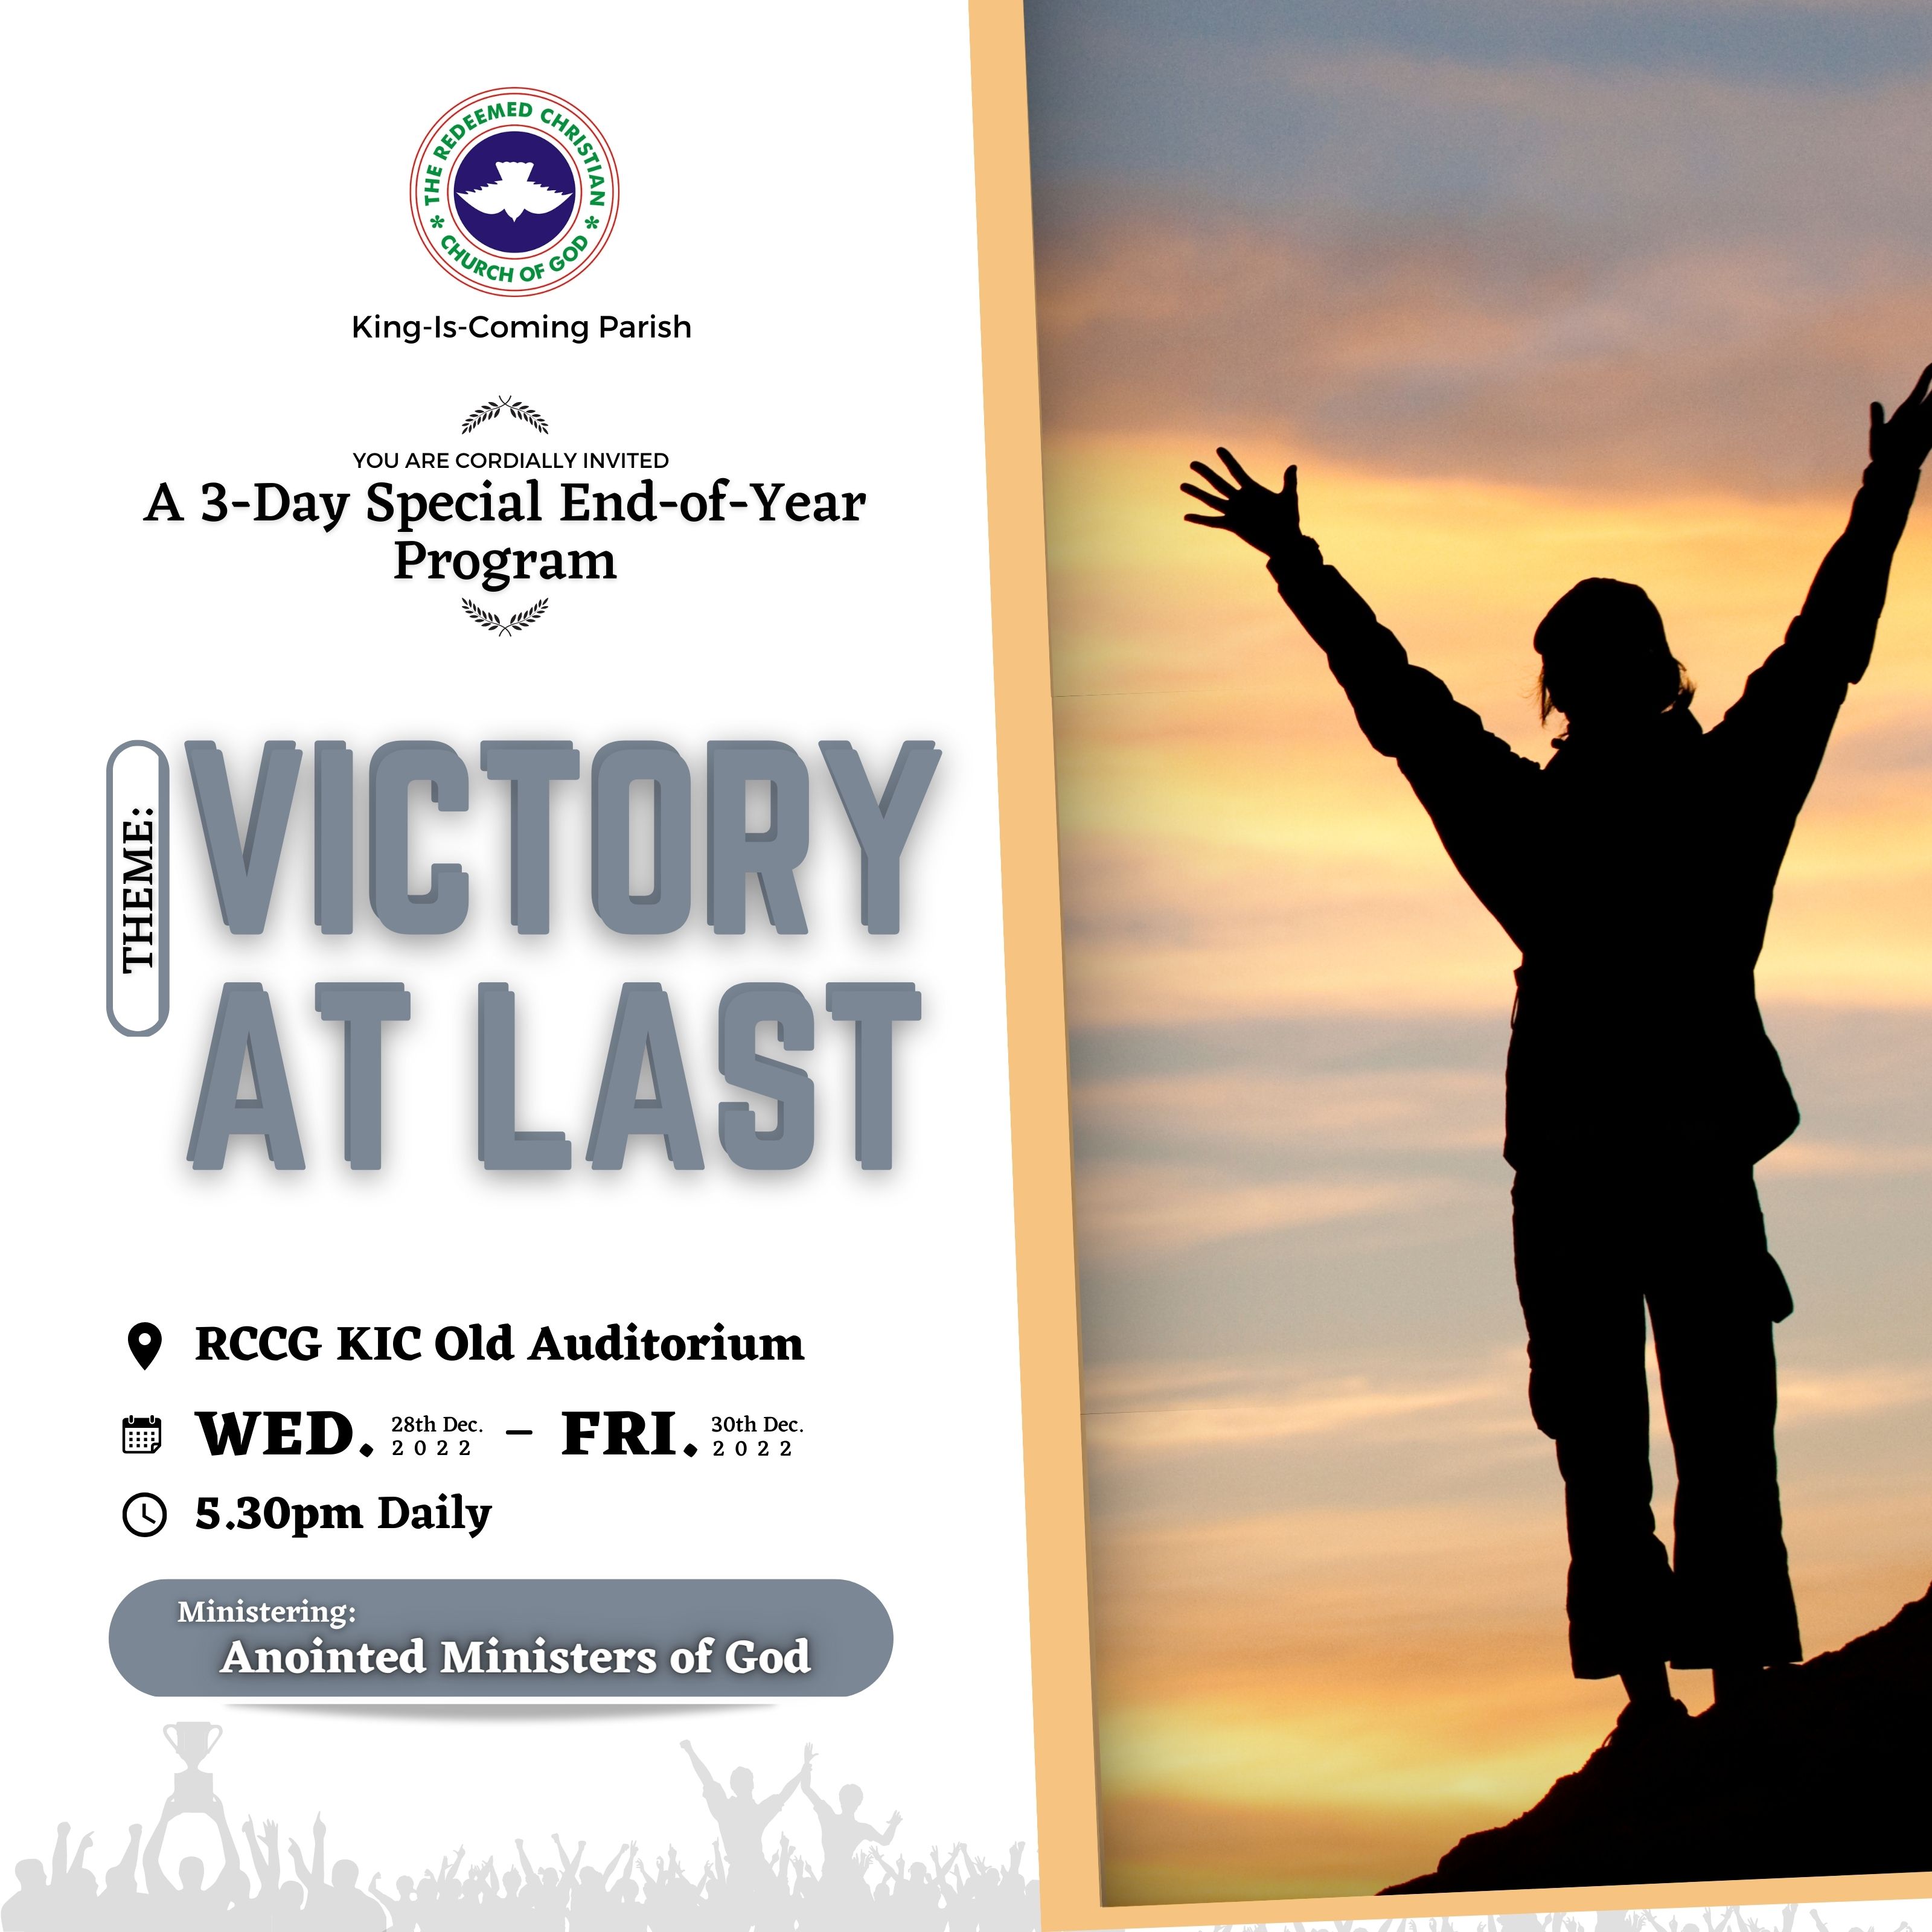 THE REDEEMED CHRISTIAN
* CHURCH OF GOD *
King-Is-Coming Parish
YOU ARE CORDIALLY INVITED
A 3-Day Special End-of-Year
Program
THEME:
VICTORY
AT LAST
RCCG KIC Old Auditorium
WED. 28th Dec. 2022 – FRI. 30th Dec. 2022
5.30pm Daily
Ministering:
Anointed Ministers of God